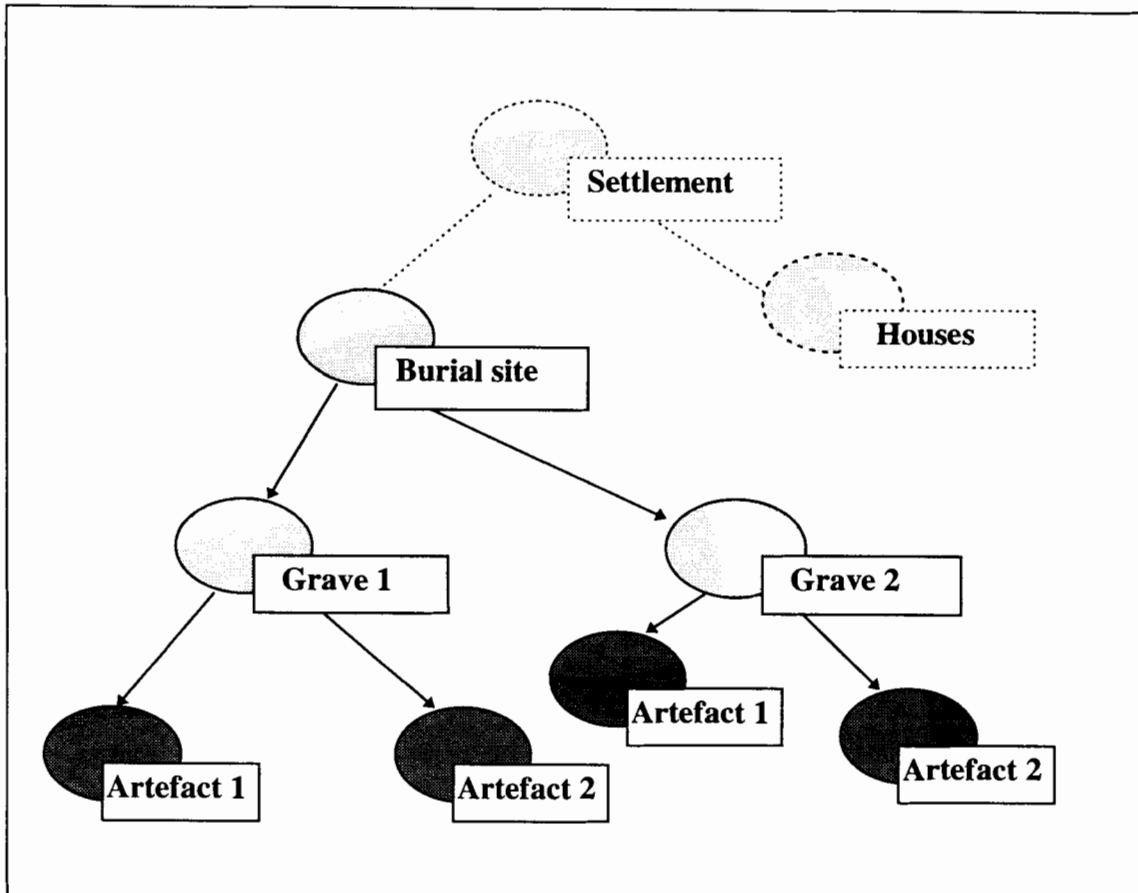 Settlement
Houses
Burial site
Grave 1
Grave 2
Artefact 1
Artefact 2
Artefact 1
Artefact 2